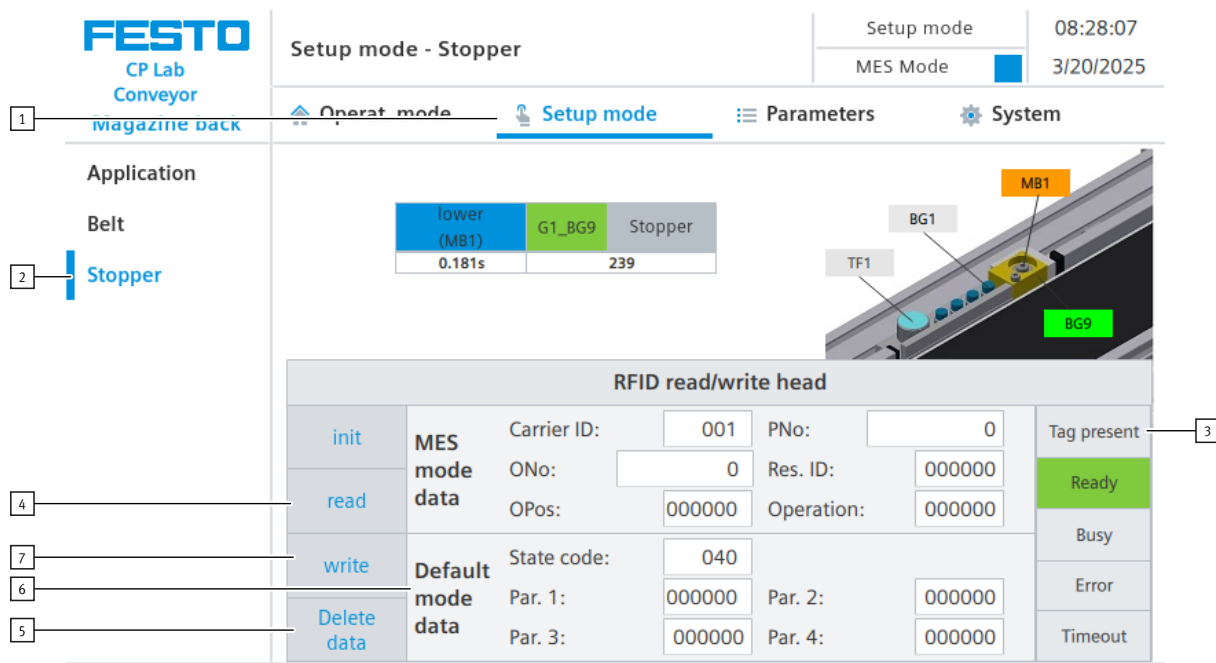 FESTO
CP Lab
Conveyor
Magazine back
Setup mode - Stopper
Setup mode
MES Mode
08:28:07
3/20/2025
1
Operat. mode
Setup mode
Parameters
System
Application
Belt
2
Stopper
lower
(MB1)
G1_BG9
Stopper
0.181s
239
MB1
BG1
TF1
BG9
RFID read/write head
init
MES
mode
data
Carrier ID:
001
PNo:
0
Tag present
3
ONo:
0
Res. ID:
000000
Ready
4
read
OPos:
000000
Operation:
000000
Busy
7
write
Default
mode
data
State code:
040
6
Par. 1:
000000
Par. 2:
000000
Error
5
Delete
data
Par. 3:
000000
Par. 4:
000000
Timeout